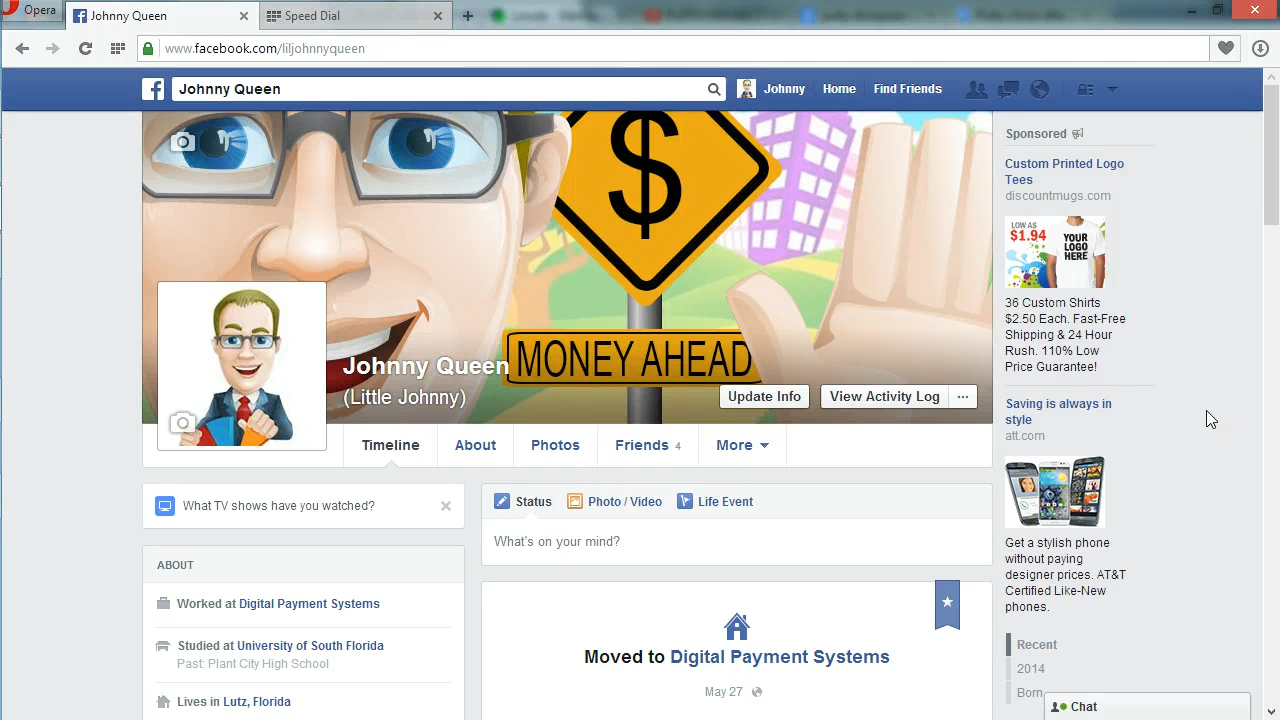 Opera
Johnny Queen
Speed Dial
www.facebook.com/liljohnnyqueen
Johnny Queen
Johnny
Home
Find Friends
$
MONEY AHEAD
Johnny Queen
(Little Johnny)
Update Info
View Activity Log
...
Timeline
About
Photos
Friends 4
More
What TV shows have you watched?
ABOUT
Worked at Digital Payment Systems
Studied at University of South Florida
Past: Plant City High School
Lives in Lutz, Florida
Status
Photo / Video
Life Event
What's on your mind?
Moved to Digital Payment Systems
May 27
Sponsored
Custom Printed Logo
Tees
discountmugs.com
LOW AS
$1.94
YOUR
LOGO
HERE
36 Custom Shirts
$2.50 Each. Fast-Free
Shipping & 24 Hour
Rush. 110% Low
Price Guarantee!
Saving is always in
style
att.com
Get a stylish phone
without paying
designer prices. AT&T
Certified Like-New
phones.
Recent
2014
Born
Chat